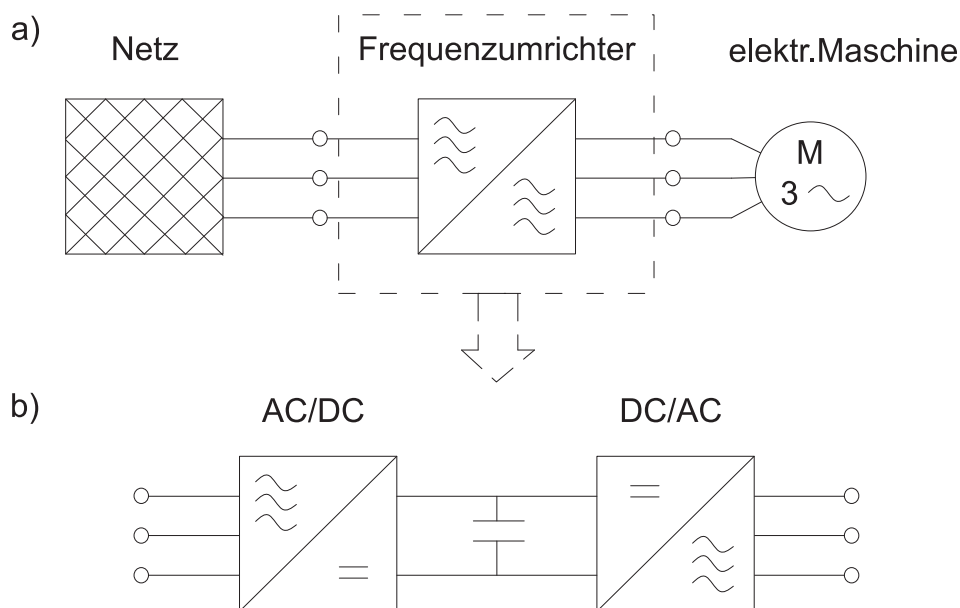 a)
Netz
Frequenzumrichter
elektr.Maschine
M
3
b)
AC/DC
DC/AC